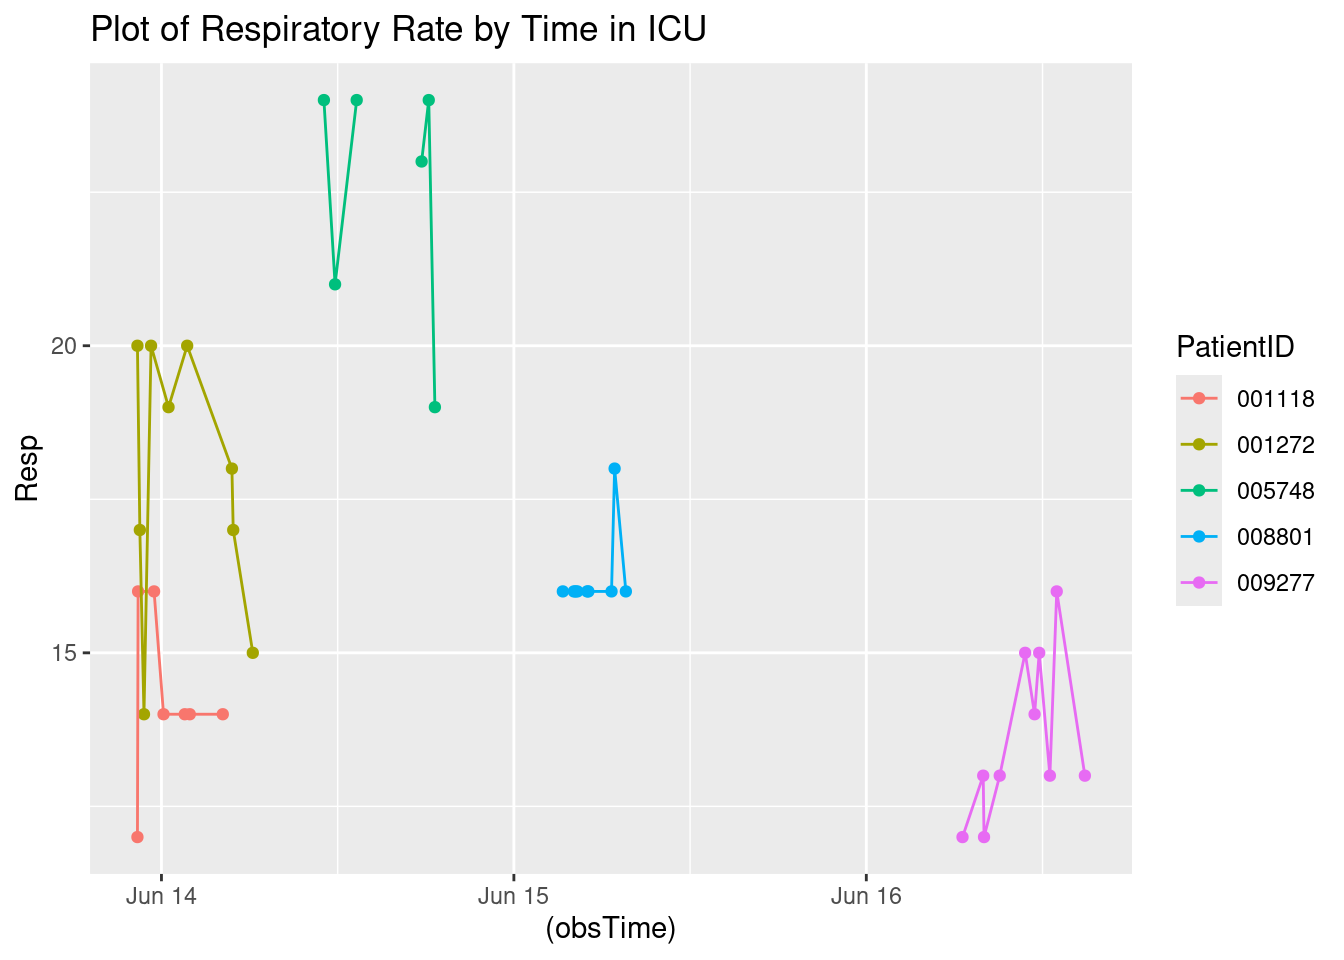 Plot of Respiratory Rate by Time in ICU
20
15
Resp
Jun 14
Jun 15
Jun 16
(obsTime)
PatientID
001118
001272
005748
008801
009277